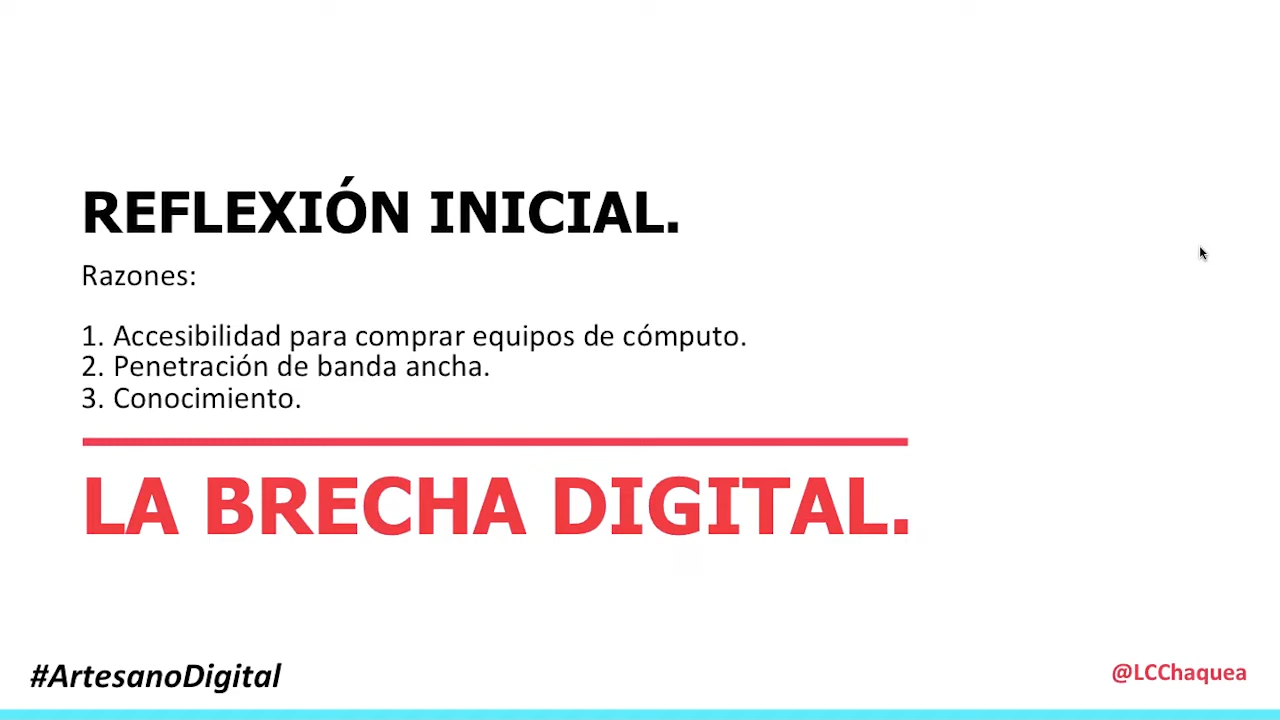 REFLEXIÓN INICIAL.
Razones:
1. Accesibilidad para comprar equipos de cómputo.
2. Penetración de banda ancha.
3. Conocimiento.
LA BRECHA DIGITAL.
#ArtesanoDigital
@LCChaquea